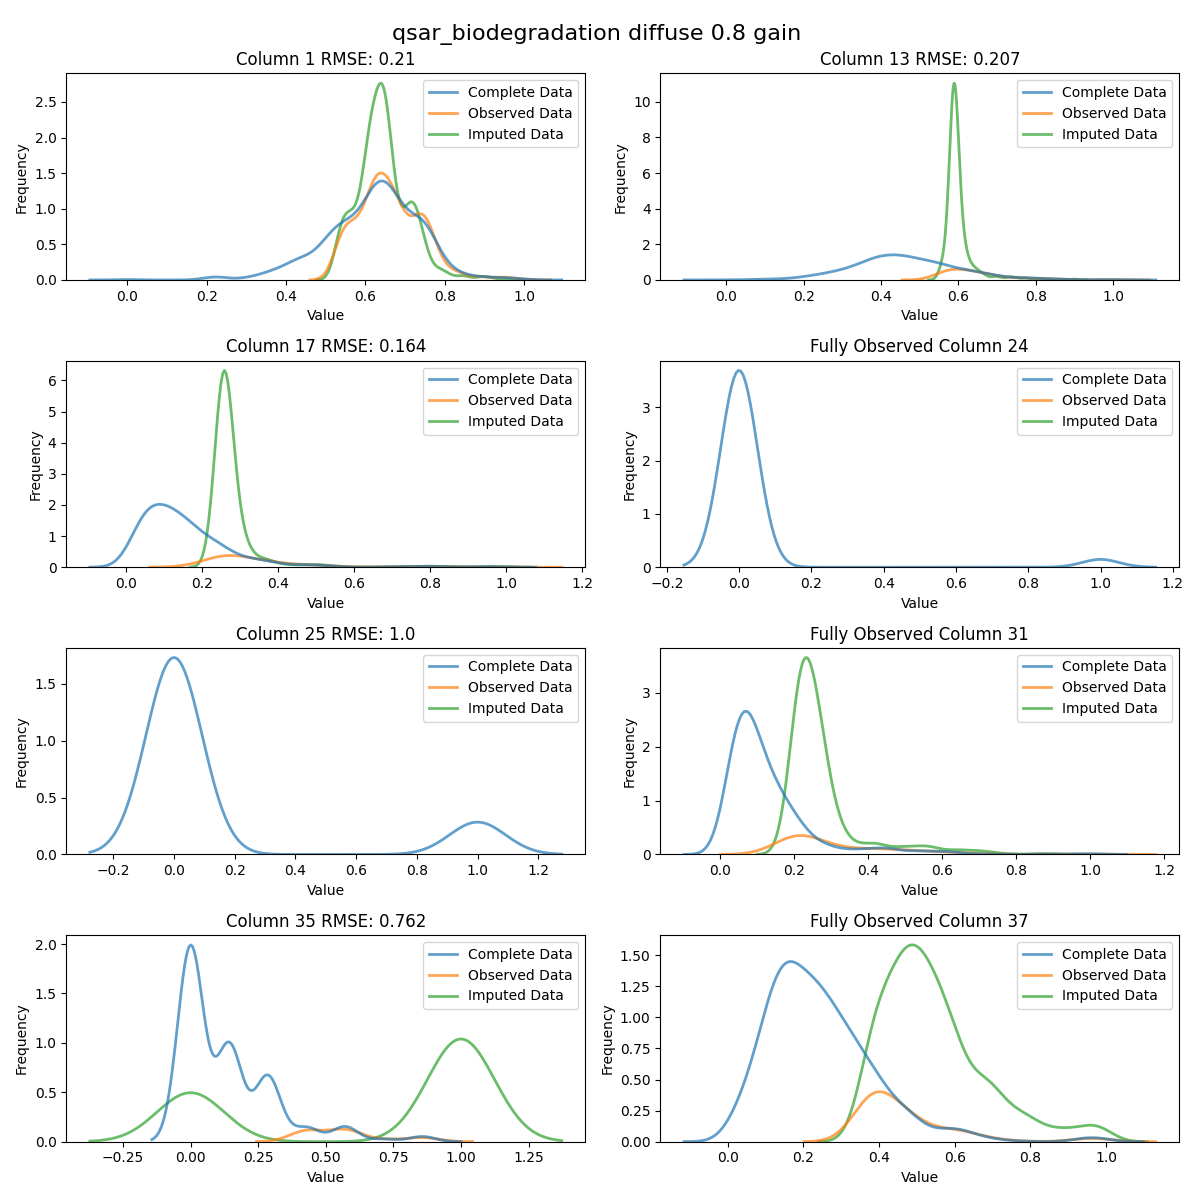 qsar_biodegradation diffuse 0.8 gain
Column 1 RMSE: 0.21
Complete Data
Observed Data
Imputed Data
Frequency
2.5
2.0
1.5
1.0
0.5
0.0
0.0 0.2 0.4 0.6 0.8 1.0
Value
Column 13 RMSE: 0.207
Complete Data
Observed Data
Imputed Data
Frequency
10
8
6
4
2
0
0.0 0.2 0.4 0.6 0.8 1.0
Value
Column 17 RMSE: 0.164
Complete Data
Observed Data
Imputed Data
Frequency
6
5
4
3
2
1
0
0.0 0.2 0.4 0.6 0.8 1.0 1.2
Value
Fully Observed Column 24
Complete Data
Observed Data
Imputed Data
Frequency
3
2
1
0
−0.2 0.0 0.2 0.4 0.6 0.8 1.0 1.2
Value
Column 25 RMSE: 1.0
Complete Data
Observed Data
Imputed Data
Frequency
1.5
1.0
0.5
0.0
−0.2 0.0 0.2 0.4 0.6 0.8 1.0 1.2
Value
Fully Observed Column 31
Complete Data
Observed Data
Imputed Data
Frequency
3
2
1
0
0.0 0.2 0.4 0.6 0.8 1.0 1.2
Value
Column 35 RMSE: 0.762
Complete Data
Observed Data
Imputed Data
Frequency
2.0
1.5
1.0
0.5
0.0
−0.25 0.00 0.25 0.50 0.75 1.00 1.25
Value
Fully Observed Column 37
Complete Data
Observed Data
Imputed Data
Frequency
1.50
1.25
1.00
0.75
0.50
0.25
0.00
0.0 0.2 0.4 0.6 0.8 1.0
Value